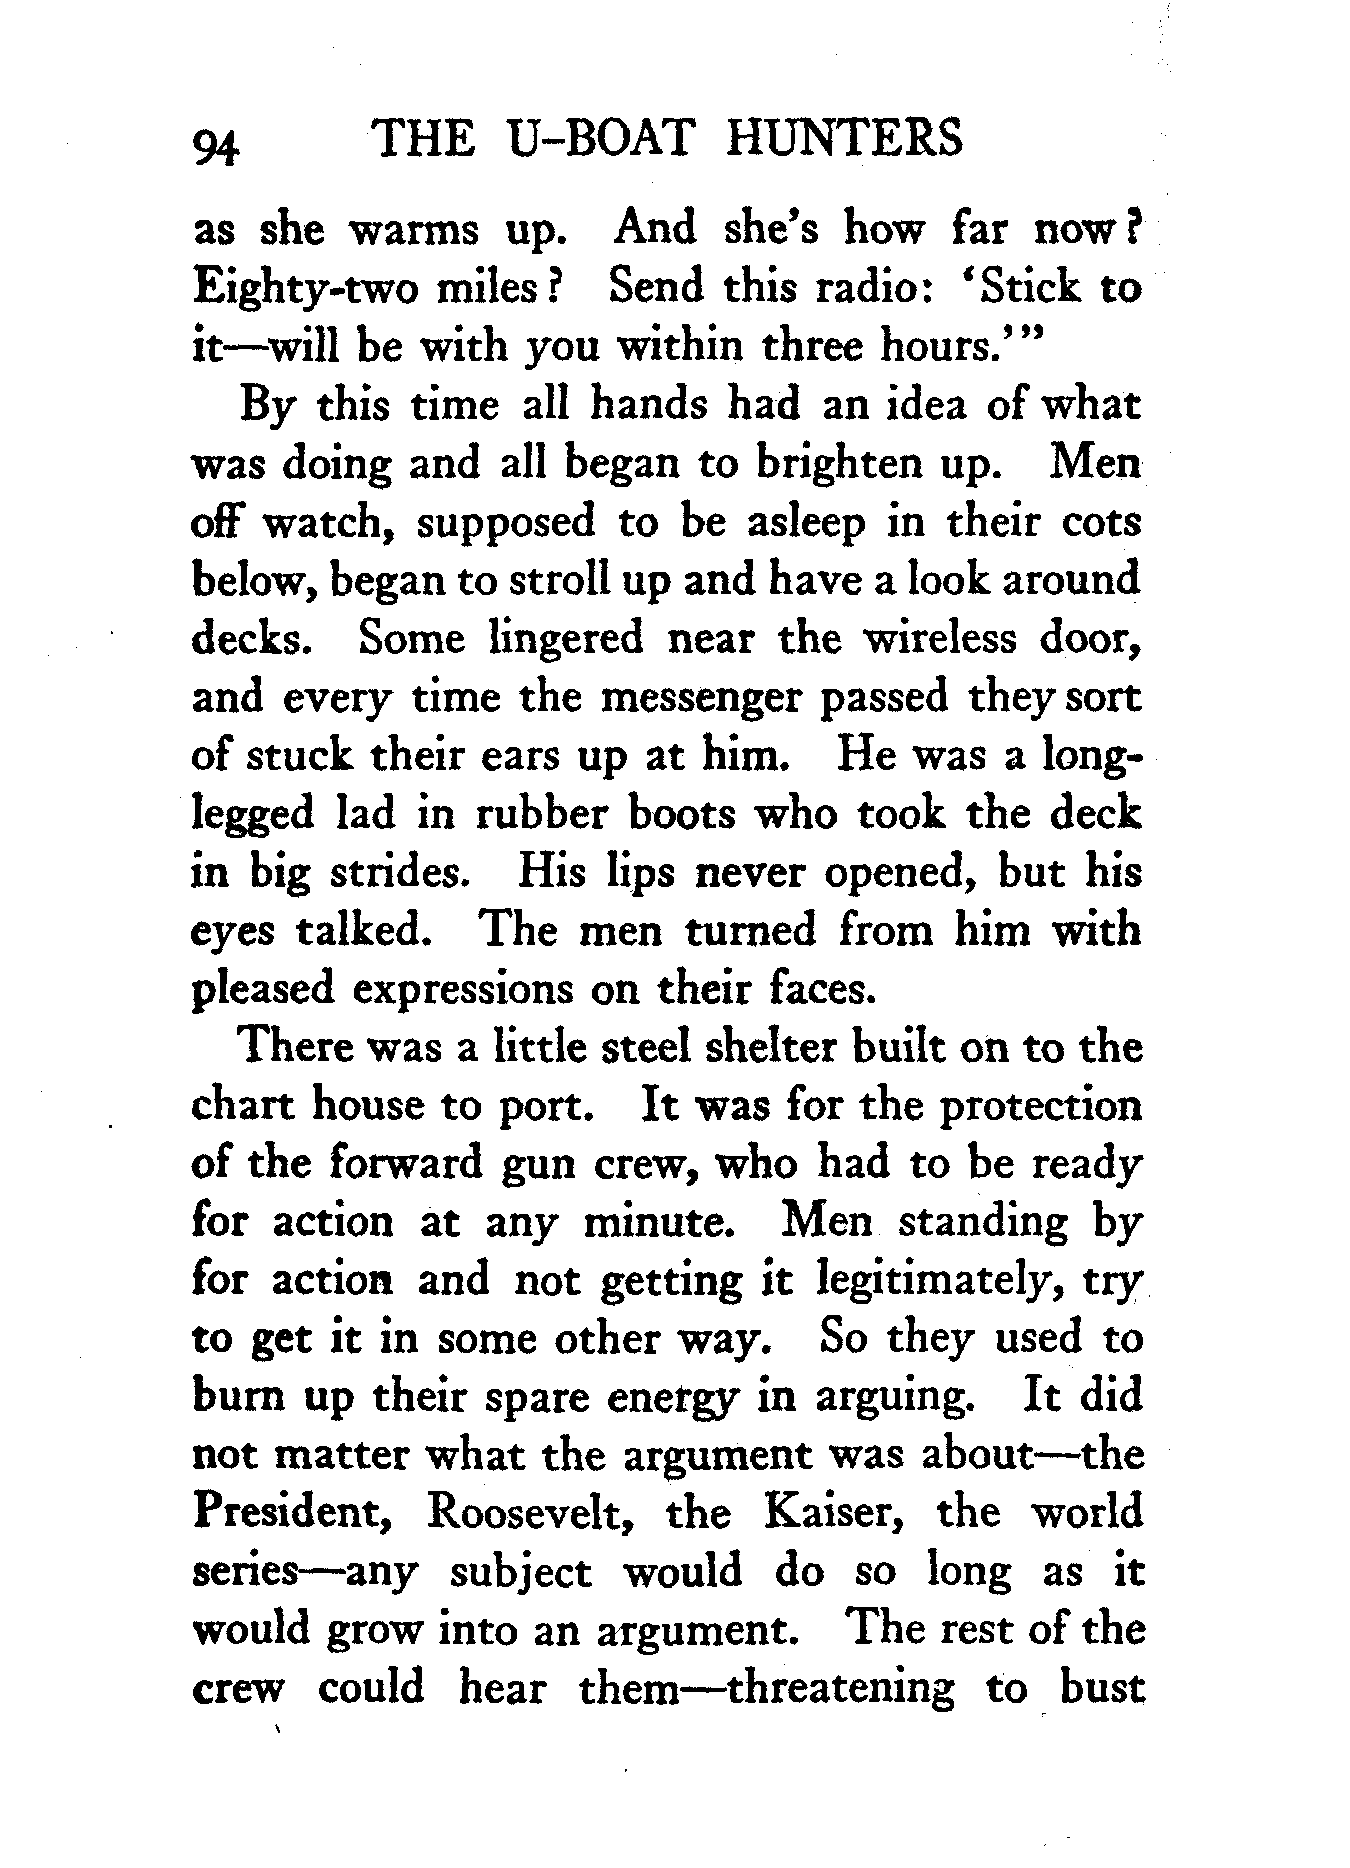 94 THE U-BOAT HUNTERS
as she warms up. And she's how far now?
Eighty-two miles? Send this radio: 'Stick to
it—will be with you within three hours.'"
By this time all hands had an idea of what
was doing and all began to brighten up. Men
off watch, supposed to be asleep in their cots
below, began to stroll up and have a look around
decks. Some lingered near the wireless door,
and every time the messenger passed they sort
of stuck their ears up at him. He was a long-
legged lad in rubber boots who took the deck
in big strides. His lips never opened, but his
eyes talked. The men turned from him with
pleased expressions on their faces.
There was a little steel shelter built on to the
chart house to port. It was for the protection
of the forward gun crew, who had to be ready
for action at any minute. Men standing by
for action and not getting it legitimately, try
to get it in some other way. So they used to
burn up their spare energy in arguing. It did
not matter what the argument was about—the
President, Roosevelt, the Kaiser, the world
series—any subject would do so long as it
would grow into an argument. The rest of the
crew could hear them—threatening to bust